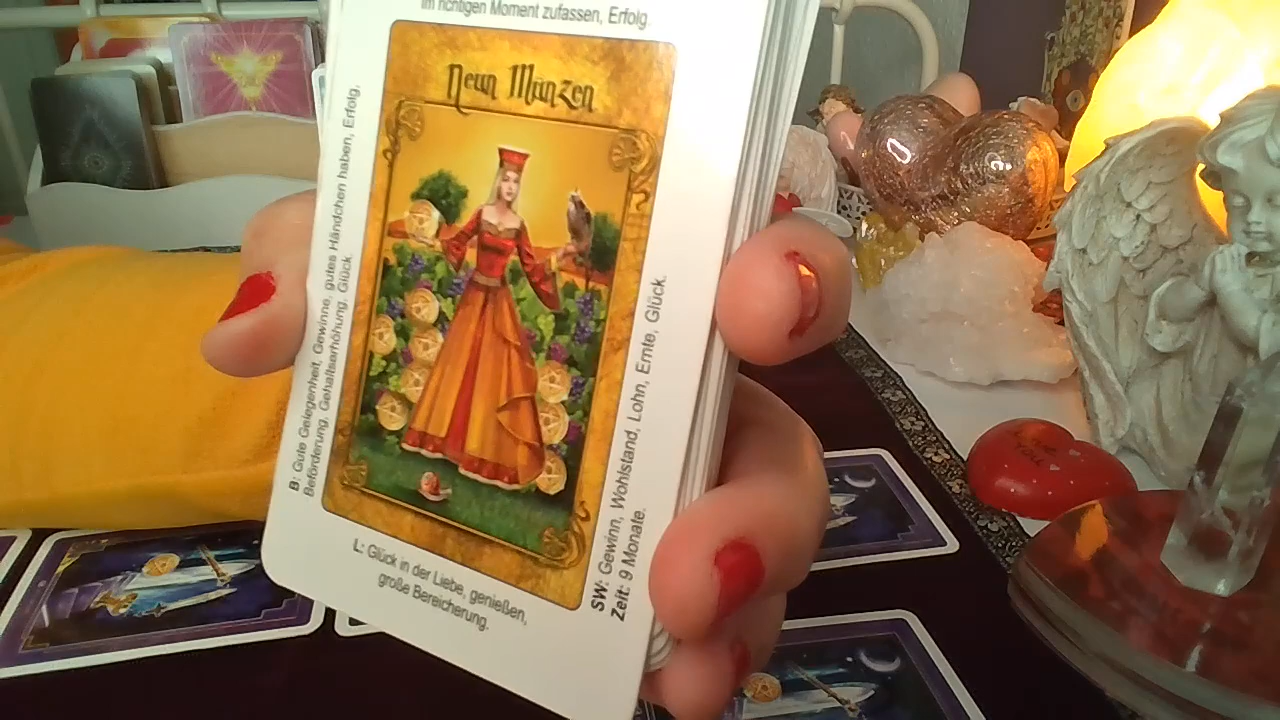 im richtigen Moment zufassen, Erfolg.
Neun Münzen
B: Gute Gelegenheit, Gewinne, gutes Händchen haben, Erfolg,
Beförderung, Gehaltserhöhung, Glück.
SW: Gewinn, Wohlstand, Lohn, Ernte, Glück.
Zeit: 9 Monate.
L: Glück in der Liebe, genießen,
große Bereicherung.
YOU